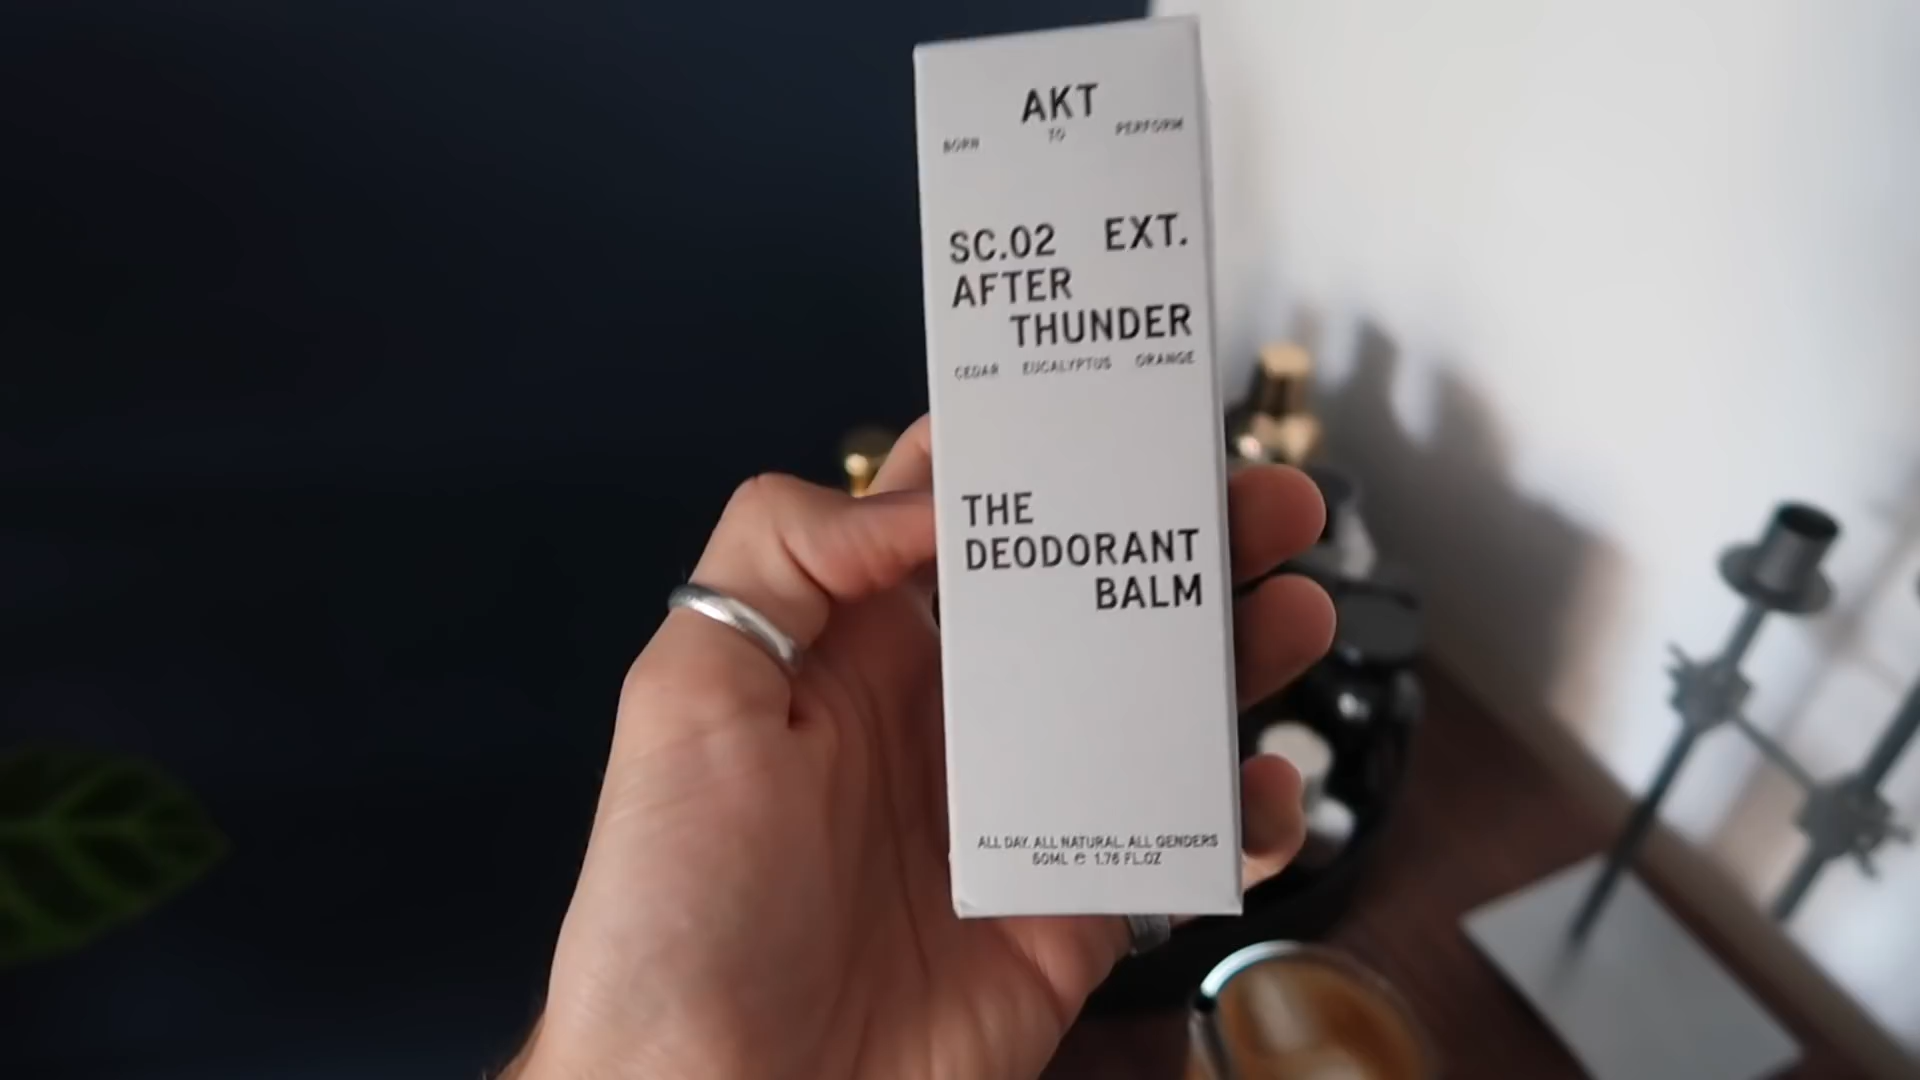 AKT
BORN TO PERFORM
SC.02 EXT.
AFTER
THUNDER
CEDAR EUCALYPTUS ORANGE
THE
DEODORANT
BALM
ALL DAY. ALL NATURAL. ALL GENDERS
50ML e 1.76 FL.OZ